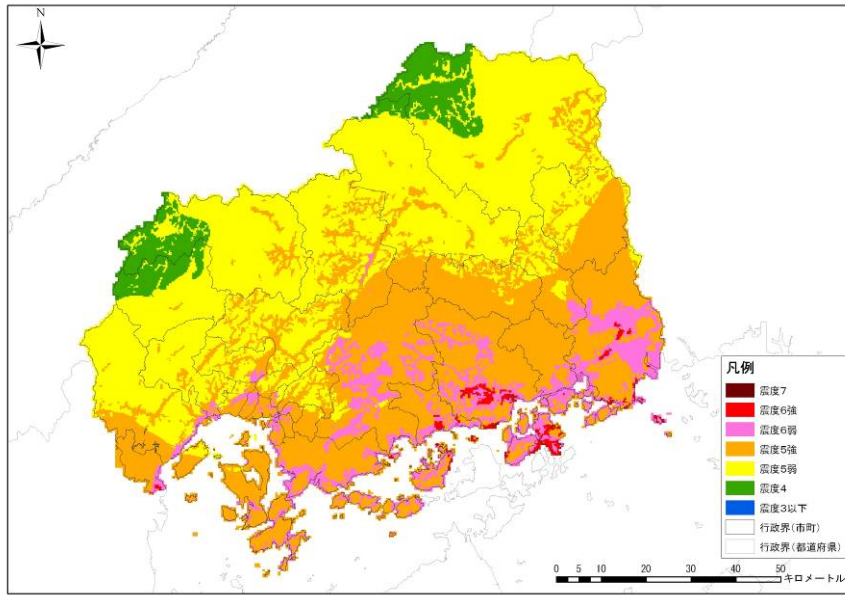 N
凡例
震度7
震度6強
震度6弱
震度5強
震度5弱
震度4
震度3以下
行政界(市町)
行政界(都道府県)
0 5 10 20 30 40 50
キロメートル